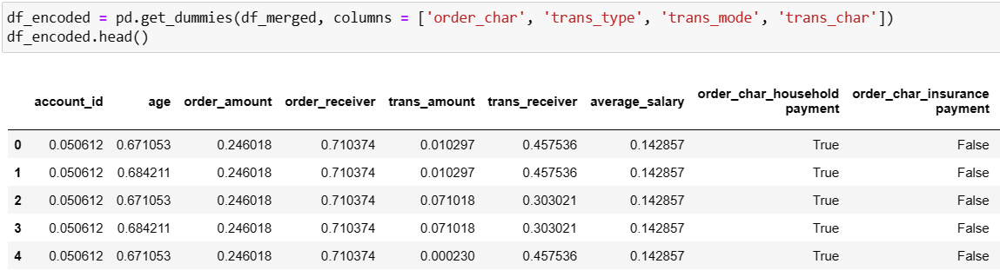 df_encoded = pd.get_dummies(df_merged, columns = ['order_char', 'trans_type', 'trans_mode', 'trans_char'])
df_encoded.head()
account_id age order_amount order_receiver trans_amount trans_receiver average_salary order_char_household payment order_char_insurance payment
0 0.050612 0.671053 0.246018 0.710374 0.010297 0.457536 0.142857 True False
1 0.050612 0.684211 0.246018 0.710374 0.010297 0.457536 0.142857 True False
2 0.050612 0.671053 0.246018 0.710374 0.071018 0.303021 0.142857 True False
3 0.050612 0.684211 0.246018 0.710374 0.071018 0.303021 0.142857 True False
4 0.050612 0.671053 0.246018 0.710374 0.000230 0.457536 0.142857 True False